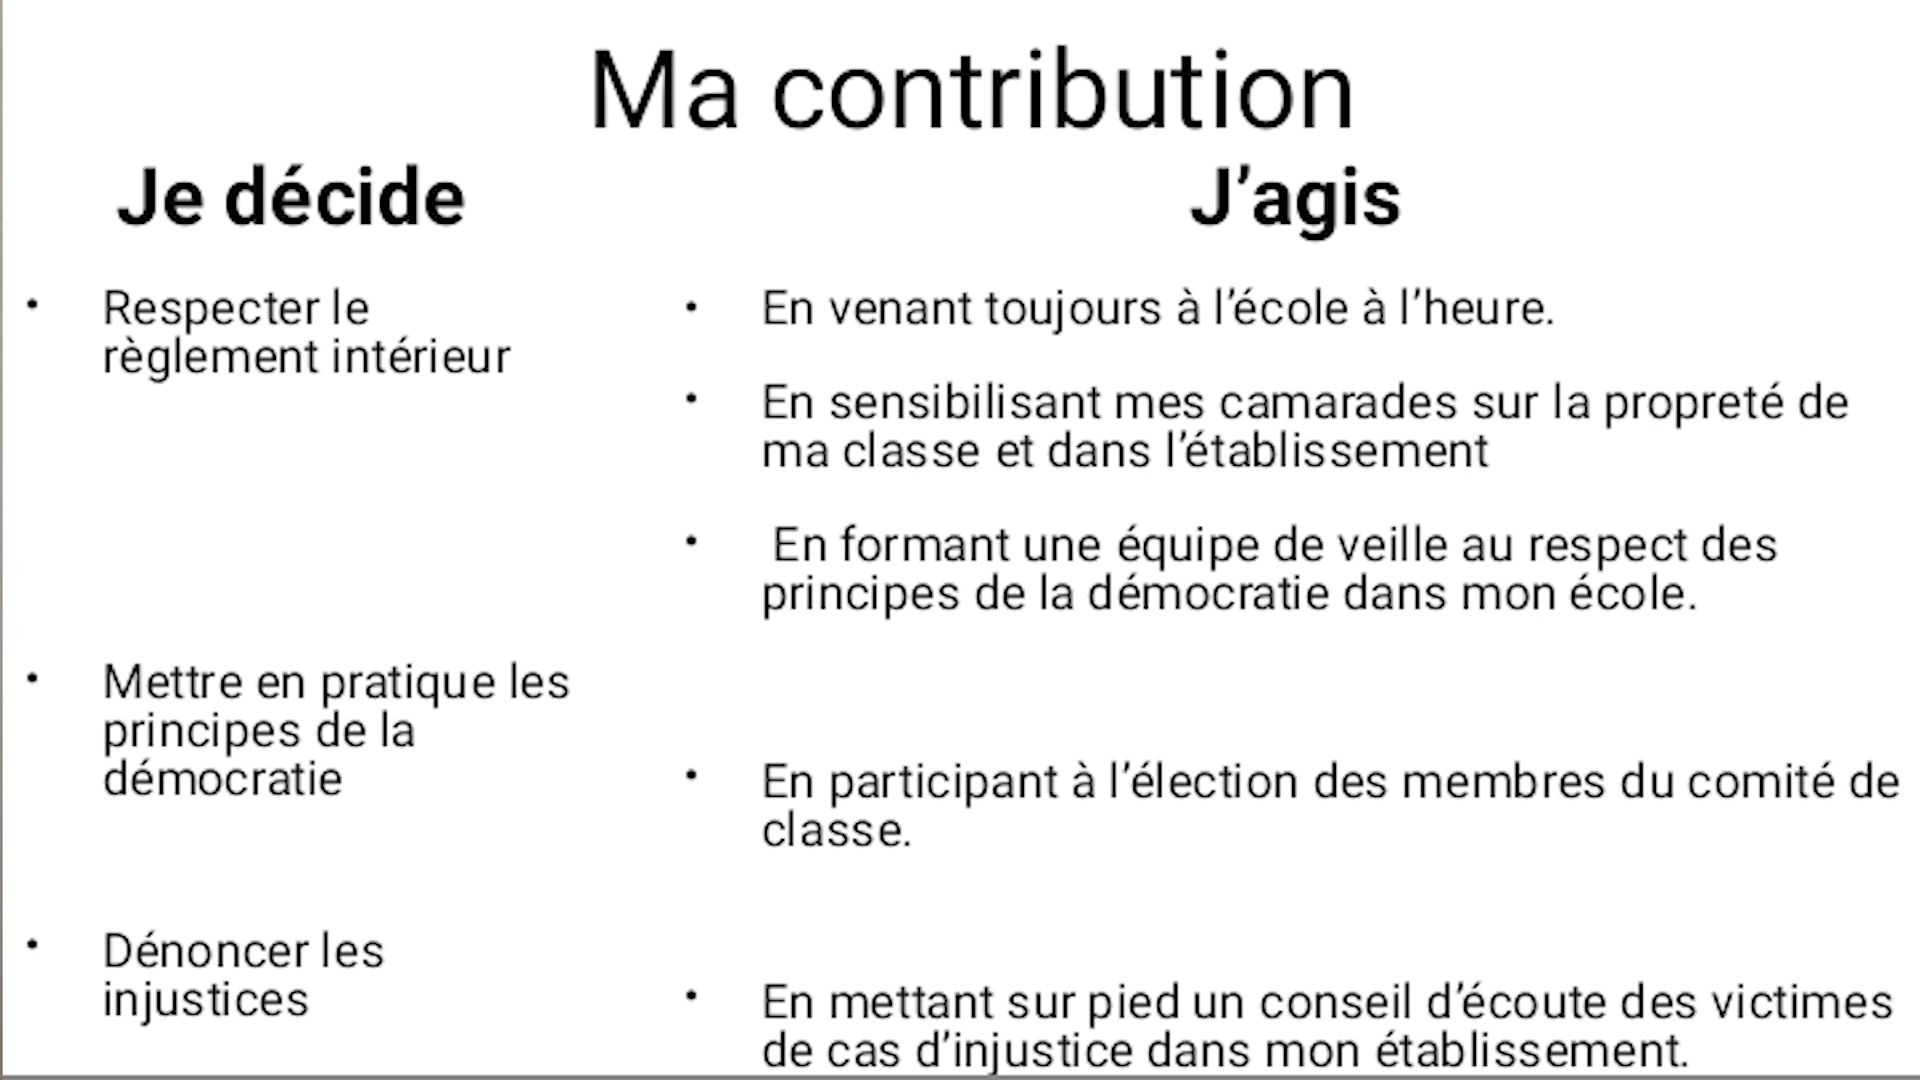 Ma contribution
Je décide
• Respecter le
règlement intérieur
• Mettre en pratique les
principes de la
démocratie
• Dénoncer les
injustices
J’agis
• En venant toujours à l’école à l’heure.
• En sensibilisant mes camarades sur la propreté de
ma classe et dans l’établissement
• En formant une équipe de veille au respect des
principes de la démocratie dans mon école.
• En participant à l’élection des membres du comité de
classe.
• En mettant sur pied un conseil d’écoute des victimes
de cas d’injustice dans mon établissement.